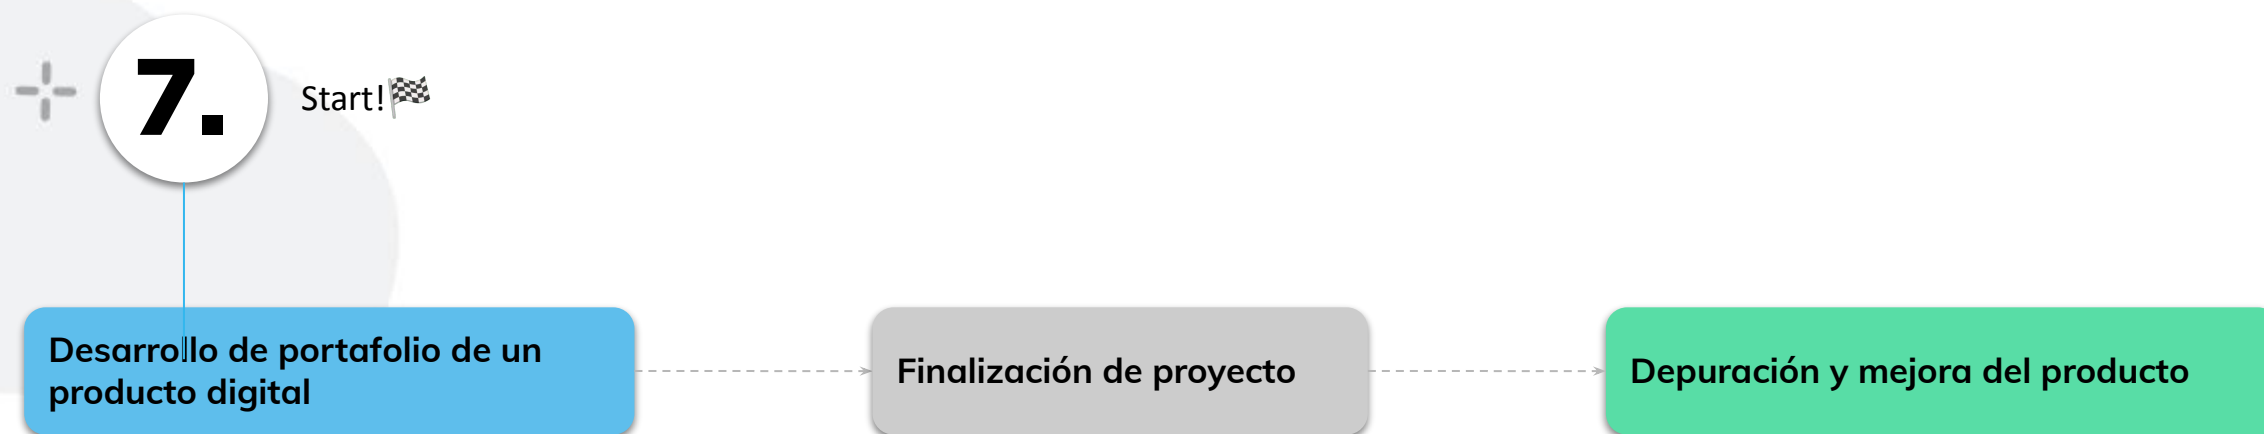 7.
Start!🏁
Desarrollo de portafolio de un
producto digital
Finalización de proyecto
Depuración y mejora del producto